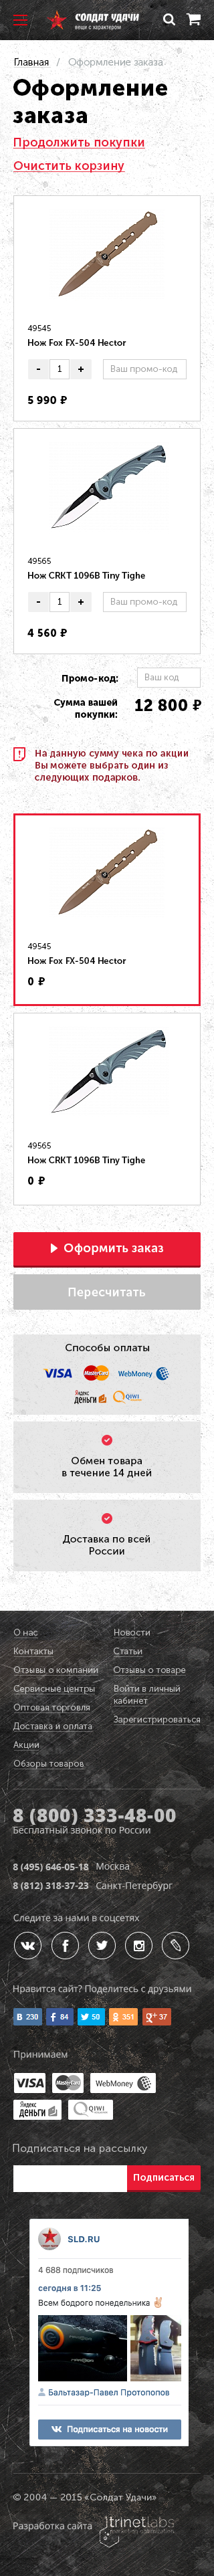 СОЛДАТ УДАЧИ
вещи с характером
Главная / Оформление заказа
Оформление
заказа
Продолжить покупки
Очистить корзину
49545
Нож Fox FX-504 Hector
- 1 + Ваш промо-код
5 990 ₽
49565
Нож CRKT 1096B Tiny Tighe
- 1 + Ваш промо-код
4 560 ₽
Промо-код: Ваш код
Сумма вашей
покупки: 12 800 ₽
На данную сумму чека по акции
Вы можете выбрать один из
следующих подарков.
49545
Нож Fox FX-504 Hector
0 ₽
49565
Нож CRKT 1096B Tiny Tighe
0 ₽
Оформить заказ
Пересчитать
Способы оплаты
VISA MasterCard WebMoney
Яндекс деньги QIWI
Обмен товара
в течение 14 дней
Доставка по всей
России
О нас
Контакты
Отзывы о компании
Сервисные центры
Оптовая торговля
Доставка и оплата
Акции
Обзоры товаров
Новости
Статьи
Отзывы о товаре
Войти в личный
кабинет
Зарегистрироваться
8 (800) 333-48-00
Бесплатный звонок по России
8 (495) 646-05-18 Москва
8 (812) 318-37-23 Санкт-Петербург
Следите за нами в соцсетях
Нравится сайт? Поделитесь с друзьями
230 84 50 351 37
Принимаем
VISA MasterCard WebMoney
Яндекс деньги QIWI
Подписаться на рассылку
Подписаться
SLD.RU
4 688 подписчиков
сегодня в 11:25
Всем бодрого понедельника ✌
Бальтазар-Павел Протопопов
Подписаться на новости
© 2004 — 2015 «Солдат Удачи»
Разработка сайта trinetlabs